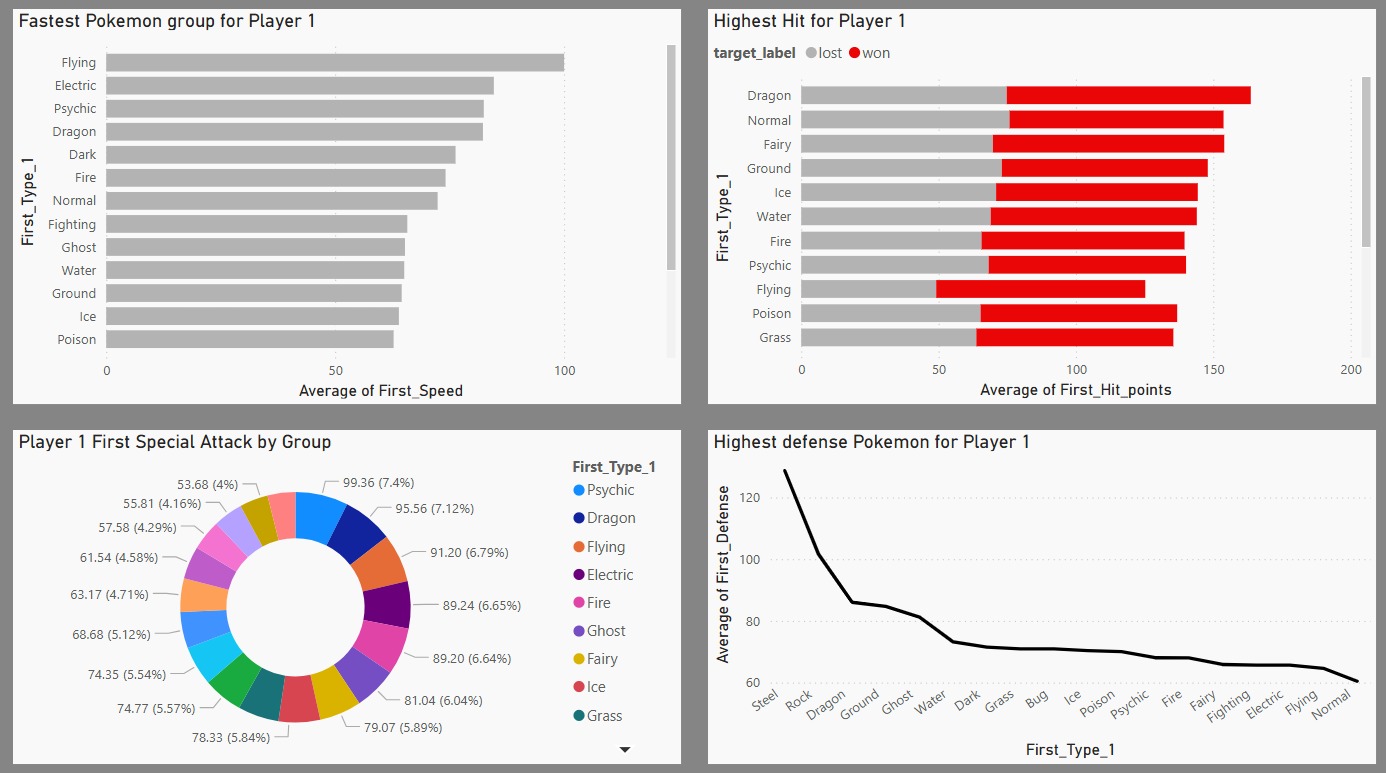 Fastest Pokemon group for Player 1
First_Type_1
Flying
Electric
Psychic
Dragon
Dark
Fire
Normal
Fighting
Ghost
Water
Ground
Ice
Poison
0 50 100
Average of First_Speed
Highest Hit for Player 1
target_label lost won
First_Type_1
Dragon
Normal
Fairy
Ground
Ice
Water
Fire
Psychic
Flying
Poison
Grass
0 50 100 150 200
Average of First_Hit_points
Player 1 First Special Attack by Group
99.36 (7.4%)
95.56 (7.12%)
91.20 (6.79%)
89.24 (6.65%)
89.20 (6.64%)
81.04 (6.04%)
79.07 (5.89%)
78.33 (5.84%)
74.77 (5.57%)
74.35 (5.54%)
68.68 (5.12%)
63.17 (4.71%)
61.54 (4.58%)
57.58 (4.29%)
55.81 (4.16%)
53.68 (4%)
First_Type_1
Psychic
Dragon
Flying
Electric
Fire
Ghost
Fairy
Ice
Grass
Highest defense Pokemon for Player 1
Average of First_Defense
120
100
80
60
Steel
Rock
Dragon
Ground
Ghost
Water
Dark
Grass
Bug
Ice
Poison
Psychic
Fire
Fairy
Fighting
Electric
Flying
Normal
First_Type_1